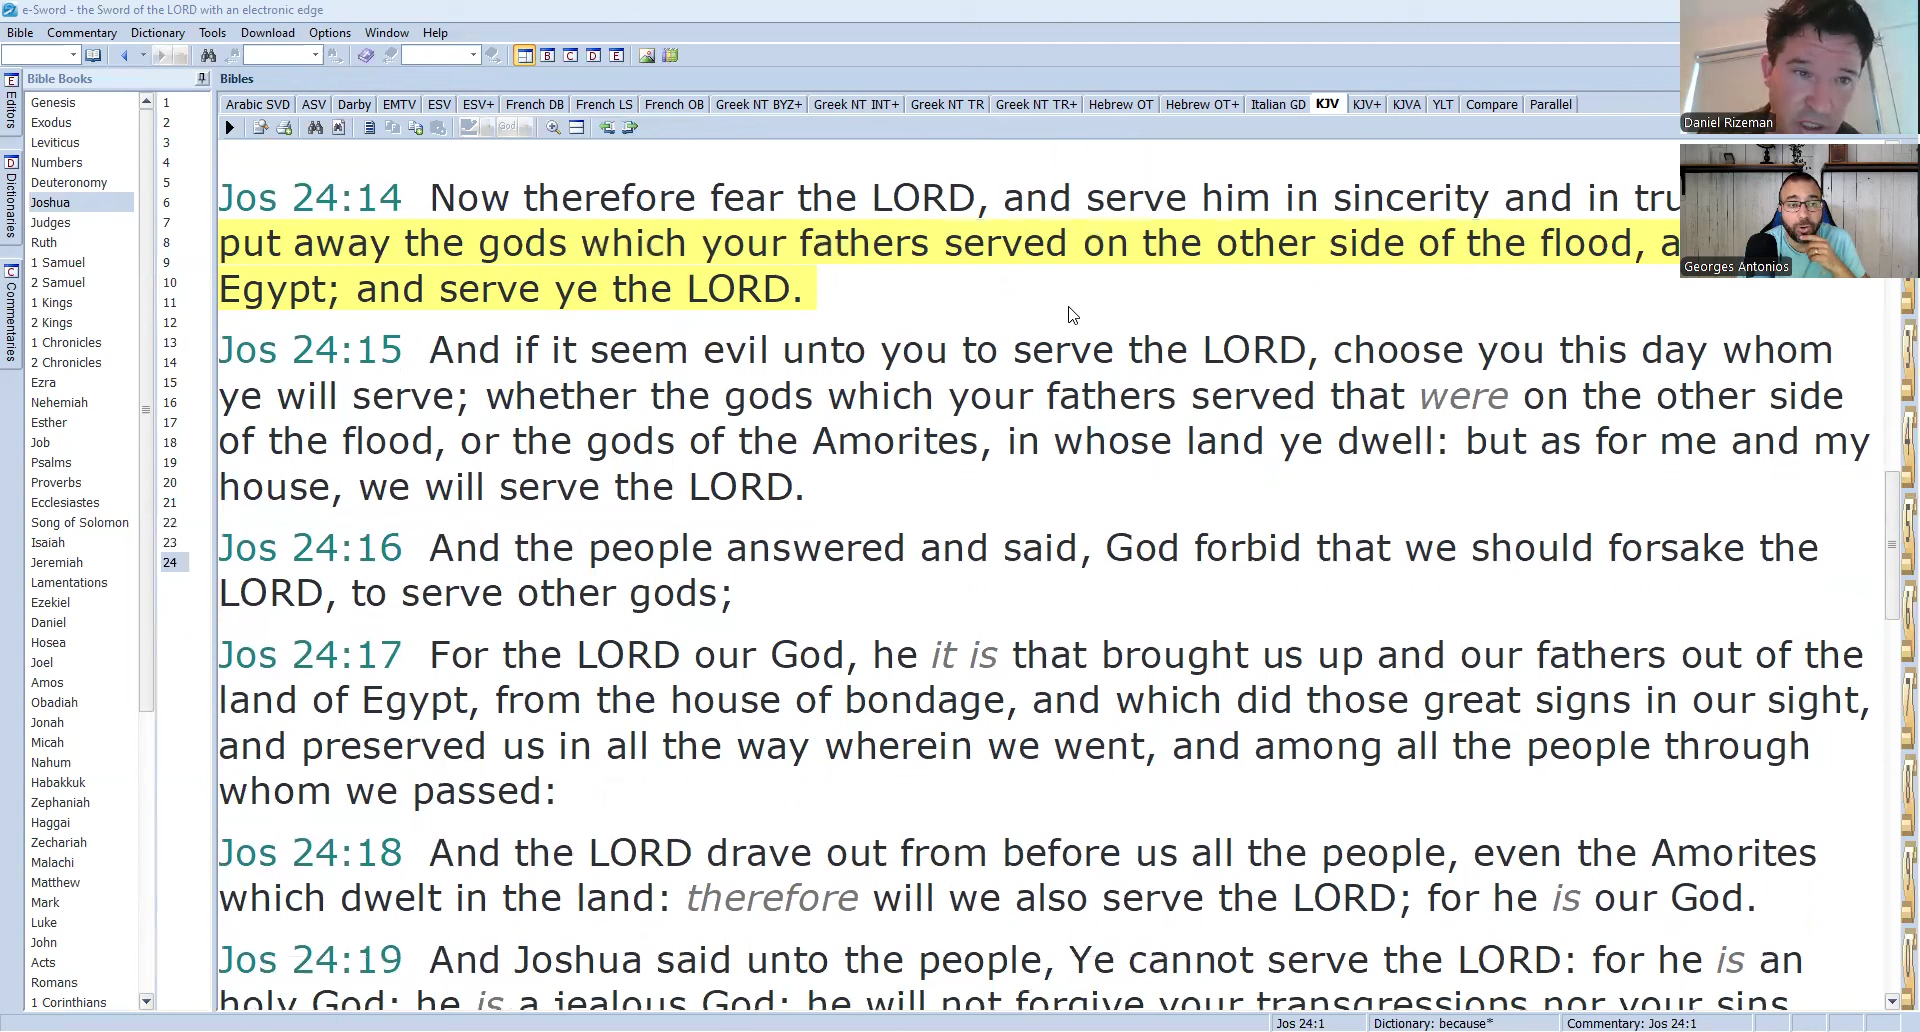 e-Sword - the Sword of the LORD with an electronic edge
Bible Commentary Dictionary Tools Options Download Window Help
B C D E
Bible Books
Bibles
E Editors
D Dictionaries
C Commentaries
Arabic SVD ASV Darby EMTV ESV ESV+ French DB French LS French OB Greek NT BYZ+ Greek NT INT+ Greek NT TR Greek NT TR+ Hebrew OT Hebrew OT+ Italian GD KJV KJV+ KJVA YLT Compare Parallel
God
Genesis 1
Exodus 2
Leviticus 3
Numbers 4
Deuteronomy 5
Joshua 6
Judges 7
Ruth 8
1 Samuel 9
2 Samuel 10
1 Kings 11
2 Kings 12
1 Chronicles 13
2 Chronicles 14
Ezra 15
Nehemiah 16
Esther 17
Job 18
Psalms 19
Proverbs 20
Ecclesiastes 21
Song of Solomon 22
Isaiah 23
Jeremiah 24
Lamentations
Ezekiel
Daniel
Hosea
Joel
Amos
Obadiah
Jonah
Micah
Nahum
Habakkuk
Zephaniah
Haggai
Zechariah
Malachi
Matthew
Mark
Luke
John
Acts
Romans
1 Corinthians
Jos 24:14 Now therefore fear the LORD, and serve him in sincerity and in tru
put away the gods which your fathers served on the other side of the flood, a
Egypt; and serve ye the LORD.
Jos 24:15 And if it seem evil unto you to serve the LORD, choose you this day whom
ye will serve; whether the gods which your fathers served that were on the other side
of the flood, or the gods of the Amorites, in whose land ye dwell: but as for me and my
house, we will serve the LORD.
Jos 24:16 And the people answered and said, God forbid that we should forsake the
LORD, to serve other gods;
Jos 24:17 For the LORD our God, he it is that brought us up and our fathers out of the
land of Egypt, from the house of bondage, and which did those great signs in our sight,
and preserved us in all the way wherein we went, and among all the people through
whom we passed:
Jos 24:18 And the LORD drave out from before us all the people, even the Amorites
which dwelt in the land: therefore will we also serve the LORD; for he is our God.
Jos 24:19 And Joshua said unto the people, Ye cannot serve the LORD: for he is an
holy God; he is a jealous God; he will not forgive your transgressions nor your sins
Daniel Rizeman
Georges Antonios
Jos 24:1 Dictionary: because* Commentary: Jos 24:1